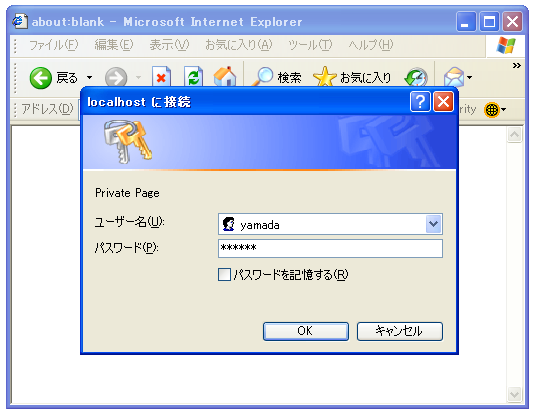 about:blank - Microsoft Internet Explorer
ファイル(F) 編集(E) 表示(V) お気に入り(A) ツール(T) ヘルプ(H)
戻る 検索 お気に入り »
アドレス(D) rity
localhost に接続
Private Page
ユーザー名(U): yamada
パスワード(P): ******
パスワードを記憶する(R)
OK キャンセル